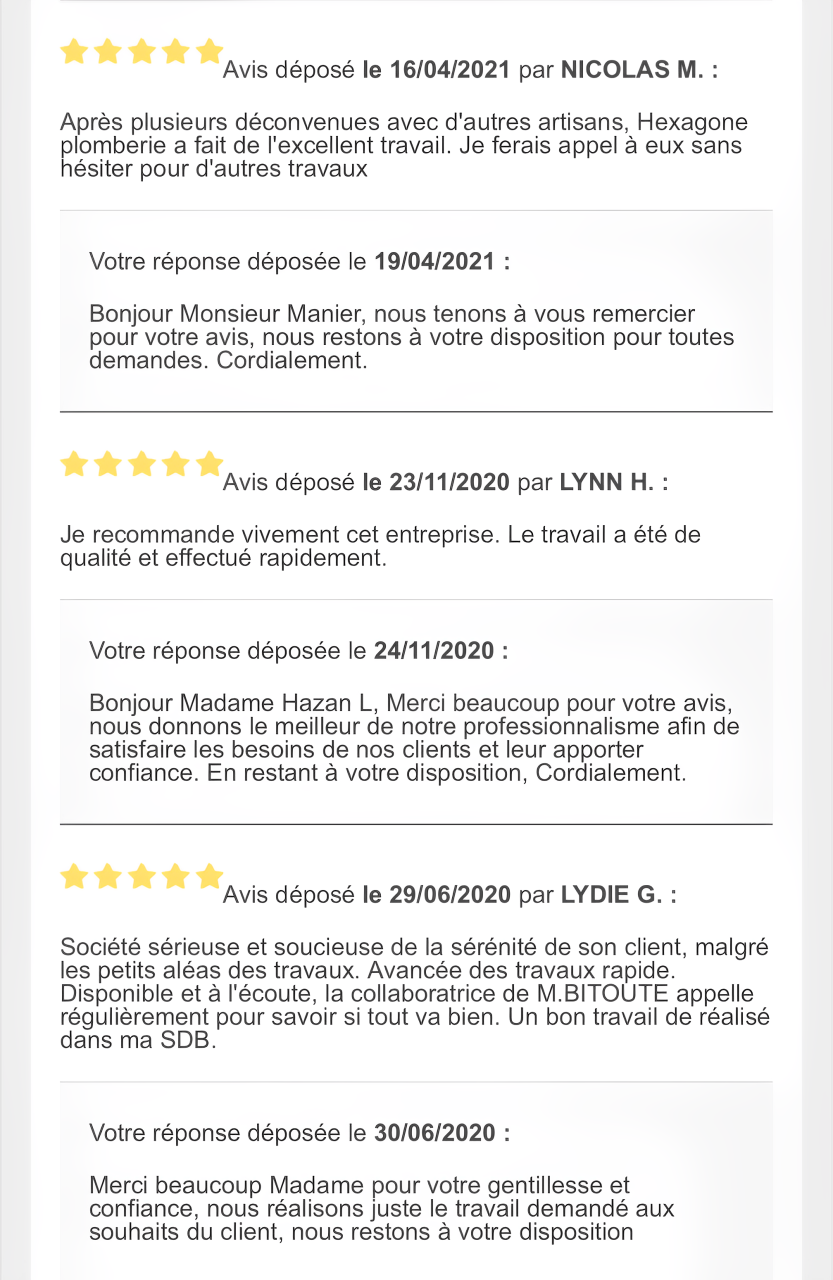 Avis déposé le 16/04/2021 par NICOLAS M. :
Après plusieurs déconvenues avec d'autres artisans, Hexagone
plomberie a fait de l'excellent travail. Je ferais appel à eux sans
hésiter pour d'autres travaux
Votre réponse déposée le 19/04/2021 :
Bonjour Monsieur Manier, nous tenons à vous remercier
pour votre avis, nous restons à votre disposition pour toutes
demandes. Cordialement.
Avis déposé le 23/11/2020 par LYNN H. :
Je recommande vivement cet entreprise. Le travail a été de
qualité et effectué rapidement.
Votre réponse déposée le 24/11/2020 :
Bonjour Madame Hazan L, Merci beaucoup pour votre avis,
nous donnons le meilleur de notre professionnalisme afin de
satisfaire les besoins de nos clients et leur apporter
confiance. En restant à votre disposition, Cordialement.
Avis déposé le 29/06/2020 par LYDIE G. :
Société sérieuse et soucieuse de la sérénité de son client, malgré
les petits aléas des travaux. Avancée des travaux rapide.
Disponible et à l'écoute, la collaboratrice de M.BITOUTE appelle
régulièrement pour savoir si tout va bien. Un bon travail de réalisé
dans ma SDB.
Votre réponse déposée le 30/06/2020 :
Merci beaucoup Madame pour votre gentillesse et
confiance, nous réalisons juste le travail demandé aux
souhaits du client, nous restons à votre disposition